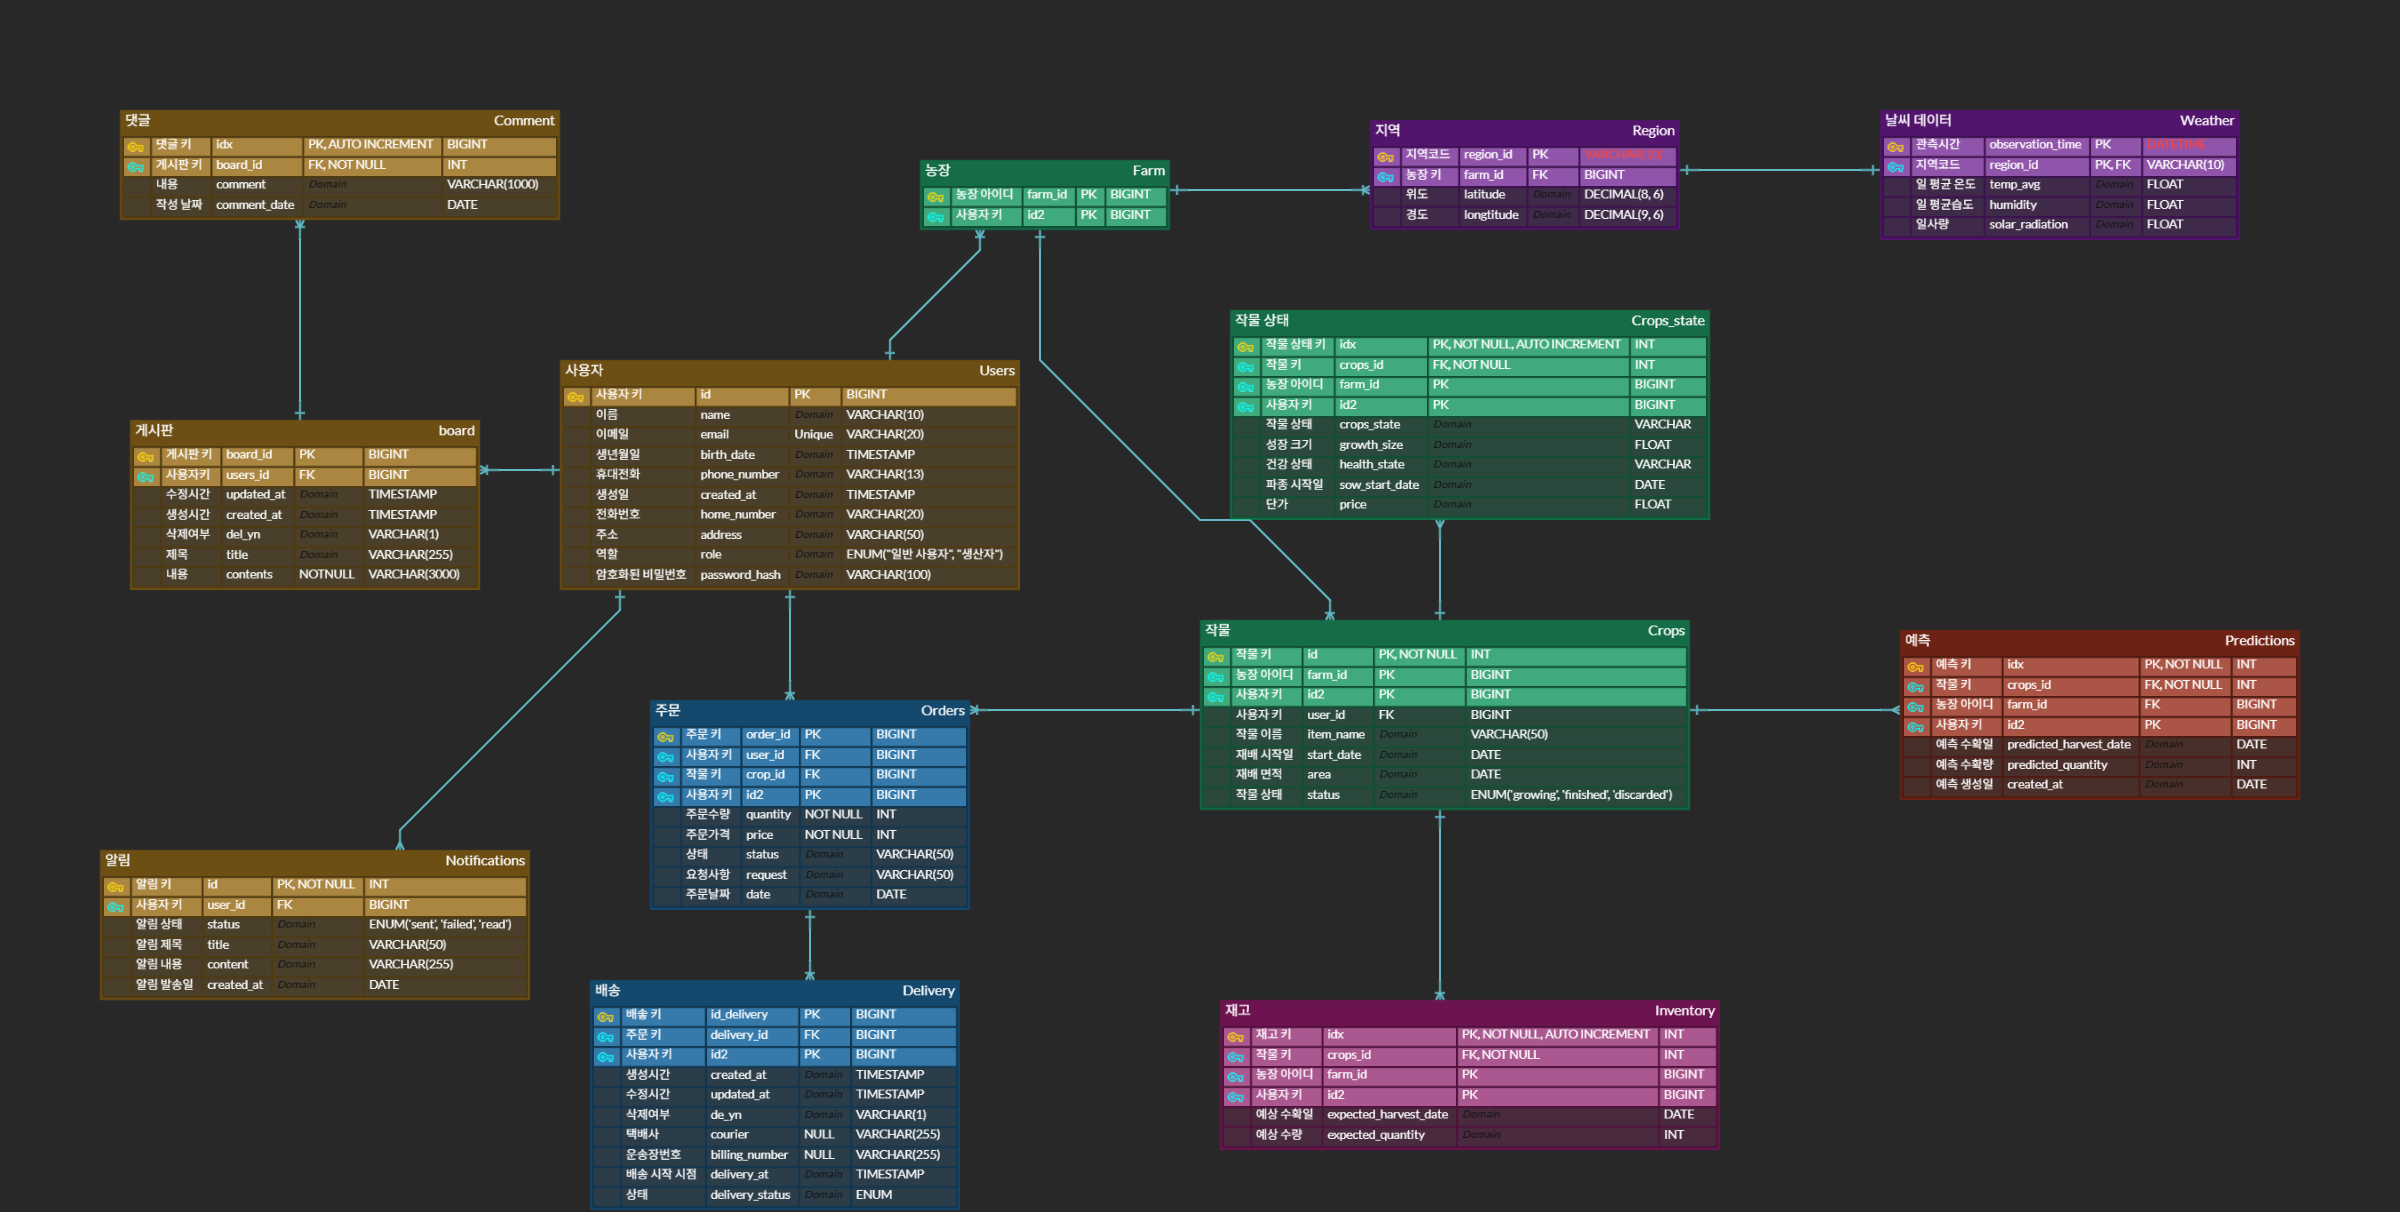 댓글 Comment
댓글 키 idx PK, AUTO INCREMENT BIGINT
게시판 키 board_id FK, NOT NULL INT
내용 comment Domain VARCHAR(1000)
작성 날짜 comment_date Domain DATE
농장 Farm
농장 아이디 farm_id PK BIGINT
사용자 키 id2 PK BIGINT
지역 Region
지역코드 region_id PK VARCHAR(10)
농장 키 farm_id FK BIGINT
위도 latitude Domain DECIMAL(8, 6)
경도 longtitude Domain DECIMAL(9, 6)
날씨 데이터 Weather
관측시간 observation_time PK DATETIME
지역코드 region_id PK, FK VARCHAR(10)
일 평균 온도 temp_avg Domain FLOAT
일 평균습도 humidity Domain FLOAT
일사량 solar_radiation Domain FLOAT
작물 상태 Crops_state
작물 상태 키 idx PK, NOT NULL, AUTO INCREMENT INT
작물 키 crops_id FK, NOT NULL INT
농장 아이디 farm_id PK BIGINT
사용자 키 id2 PK BIGINT
작물 상태 crops_state Domain VARCHAR
성장 크기 growth_size Domain FLOAT
건강 상태 health_state Domain VARCHAR
파종 시작일 sow_start_date Domain DATE
단가 price Domain FLOAT
사용자 Users
사용자 키 id PK BIGINT
이름 name Domain VARCHAR(10)
이메일 email Unique VARCHAR(20)
생년월일 birth_date Domain TIMESTAMP
휴대전화 phone_number Domain VARCHAR(13)
생성일 created_at Domain TIMESTAMP
전화번호 home_number Domain VARCHAR(20)
주소 address Domain VARCHAR(50)
역할 role Domain ENUM("일반 사용자", "생산자")
암호화된 비밀번호 password_hash Domain VARCHAR(100)
게시판 board
게시판 키 board_id PK BIGINT
사용자키 users_id FK BIGINT
수정시간 updated_at Domain TIMESTAMP
생성시간 created_at Domain TIMESTAMP
삭제여부 del_yn Domain VARCHAR(1)
제목 title Domain VARCHAR(255)
내용 contents NOTNULL VARCHAR(3000)
작물 Crops
작물 키 id PK, NOT NULL INT
농장 아이디 farm_id PK BIGINT
사용자 키 id2 PK BIGINT
사용자 키 user_id FK BIGINT
작물 이름 item_name Domain VARCHAR(50)
재배 시작일 start_date Domain DATE
재배 면적 area Domain DATE
작물 상태 status Domain ENUM('growing', 'finished', 'discarded')
예측 Predictions
예측 키 idx PK, NOT NULL INT
작물 키 crops_id FK, NOT NULL INT
농장 아이디 farm_id FK BIGINT
사용자 키 id2 PK BIGINT
예측 수확일 predicted_harvest_date Domain DATE
예측 수확량 predicted_quantity Domain INT
예측 생성일 created_at Domain DATE
주문 Orders
주문 키 order_id PK BIGINT
사용자 키 user_id FK BIGINT
작물 키 crop_id FK BIGINT
사용자 키 id2 PK BIGINT
주문수량 quantity NOT NULL INT
주문가격 price NOT NULL INT
상태 status Domain VARCHAR(50)
요청사항 request Domain VARCHAR(50)
주문날짜 date Domain DATE
알림 Notifications
알림 키 id PK, NOT NULL INT
사용자 키 user_id FK BIGINT
알림 상태 status Domain ENUM('sent', 'failed', 'read')
알림 제목 title Domain VARCHAR(50)
알림 내용 content Domain VARCHAR(255)
알림 발송일 created_at Domain DATE
배송 Delivery
배송 키 id_delivery PK BIGINT
주문 키 delivery_id FK BIGINT
사용자 키 id2 PK BIGINT
생성시간 created_at Domain TIMESTAMP
수정시간 updated_at Domain TIMESTAMP
삭제여부 de_yn Domain VARCHAR(1)
택배사 courier NULL VARCHAR(255)
운송장번호 billing_number NULL VARCHAR(255)
배송 시작 시점 delivery_at Domain TIMESTAMP
상태 delivery_status Domain ENUM
재고 Inventory
재고 키 idx PK, NOT NULL, AUTO INCREMENT INT
작물 키 crops_id FK, NOT NULL INT
농장 아이디 farm_id PK BIGINT
사용자 키 id2 PK BIGINT
예상 수확일 expected_harvest_date Domain DATE
예상 수량 expected_quantity Domain INT